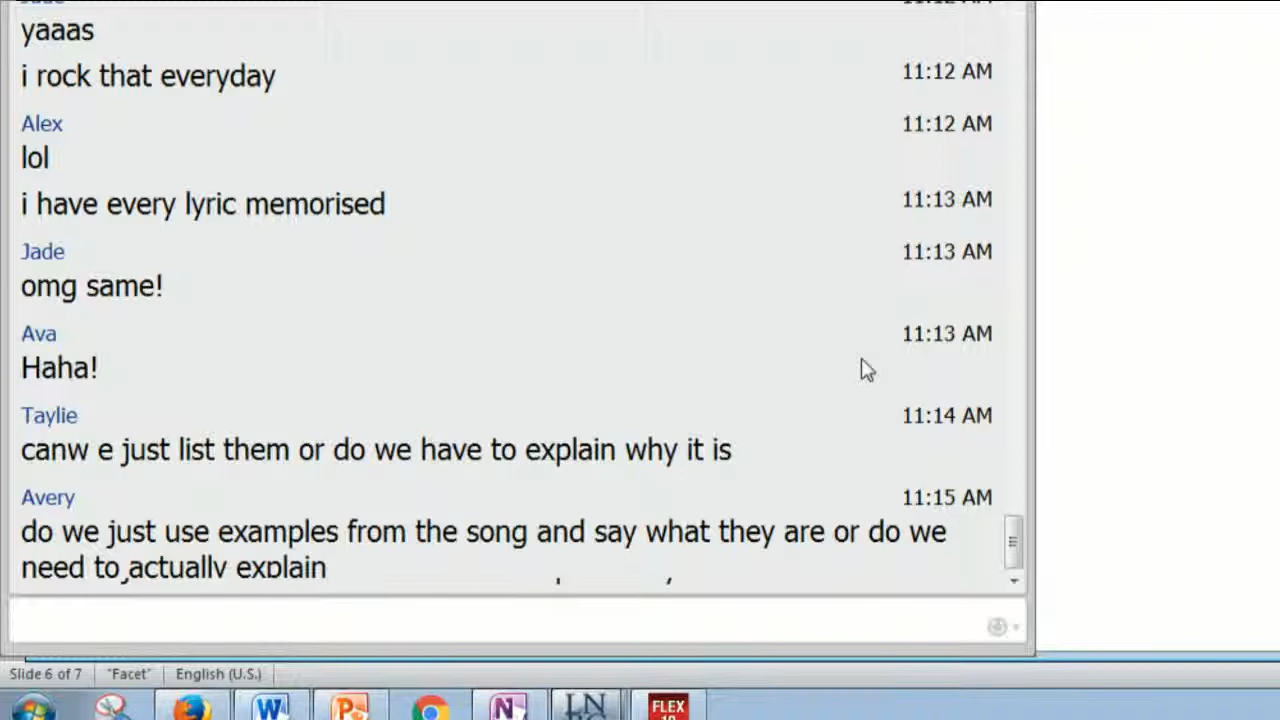 yaaas
i rock that everyday 11:12 AM
Alex 11:12 AM
lol
i have every lyric memorised 11:13 AM
Jade 11:13 AM
omg same!
Ava 11:13 AM
Haha!
Taylie 11:14 AM
canw e just list them or do we have to explain why it is
Avery 11:15 AM
do we just use examples from the song and say what they are or do we
need to actually explain
Slide 6 of 7 "Facet" English (U.S.)
W P N LN FLEX